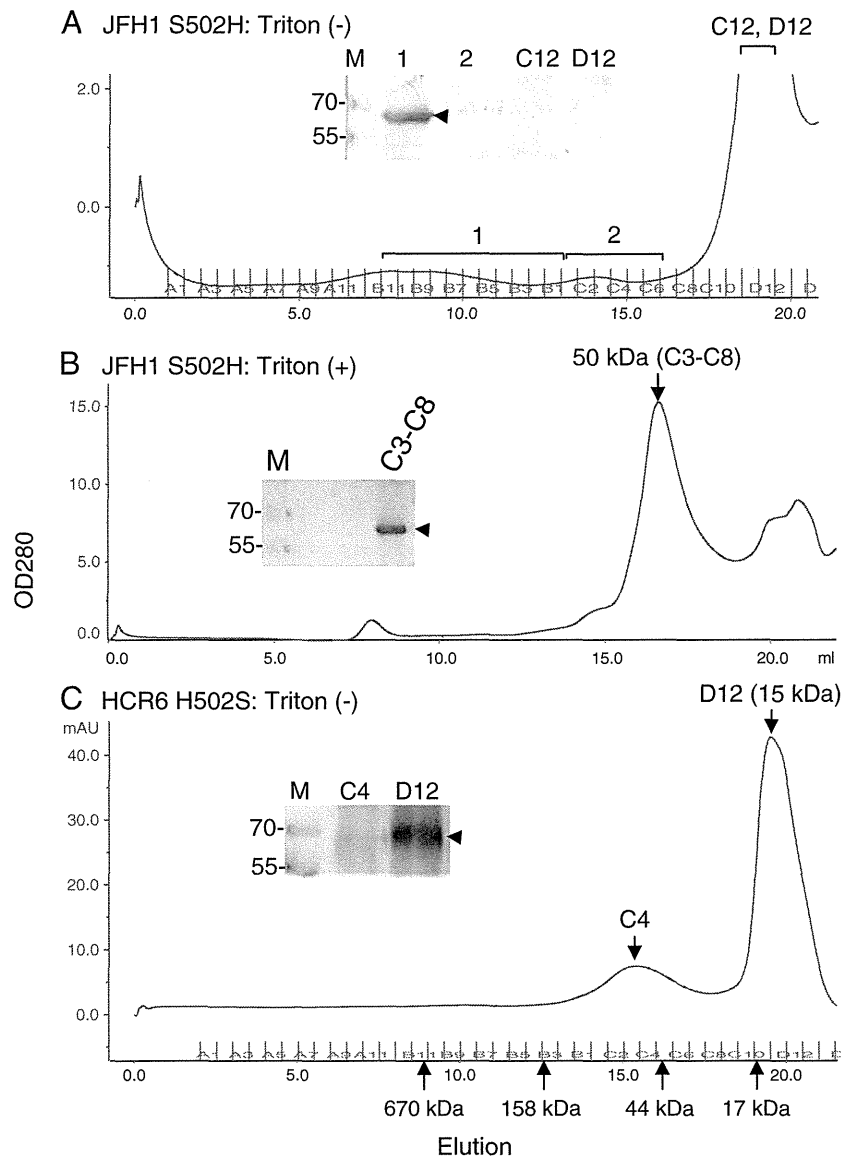 A JFH1 S502H: Triton (-)
C12, D12
M 1 2 C12 D12
2.0
70-
55-
0.0
1
2
A1 A3 A5 A7 A9 A11 B11 B9 B7 B5 B3 B1 C2 C4 C6 C8 C10 D12 D
0.0 5.0 10.0 15.0 20.0
B JFH1 S502H: Triton (+)
50 kDa (C3-C8)
15.0
M C3-C8
10.0
70-
55-
5.0
0.0
OD280
0.0 5.0 10.0 15.0 20.0 ml
C HCR6 H502S: Triton (-)
D12 (15 kDa)
mAU
40.0
M C4 D12
30.0
70-
55-
20.0
C4
10.0
0.0
A1 A3 A5 A7 A9 A11 B11 B9 B7 B5 B3 B1 C2 C4 C6 C8 C10 D12 D
0.0 5.0 10.0 15.0 20.0
670 kDa 158 kDa 44 kDa 17 kDa
Elution